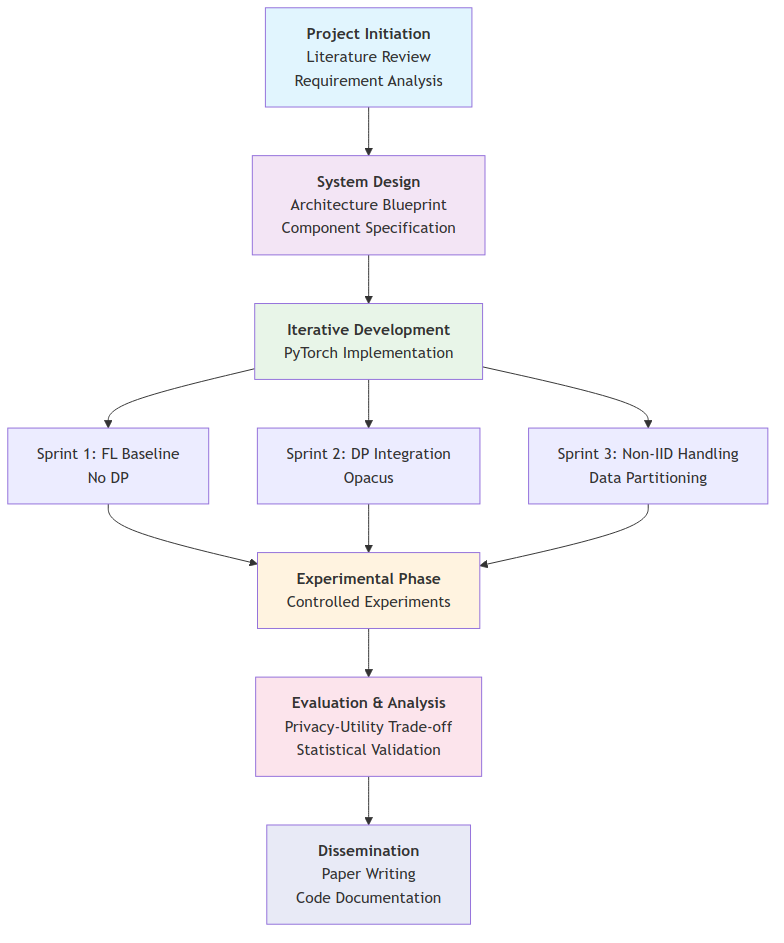 Project Initiation
Literature Review
Requirement Analysis
System Design
Architecture Blueprint
Component Specification
Iterative Development
PyTorch Implementation
Sprint 1: FL Baseline
No DP
Sprint 2: DP Integration
Opacus
Sprint 3: Non-IID Handling
Data Partitioning
Experimental Phase
Controlled Experiments
Evaluation & Analysis
Privacy-Utility Trade-off
Statistical Validation
Dissemination
Paper Writing
Code Documentation